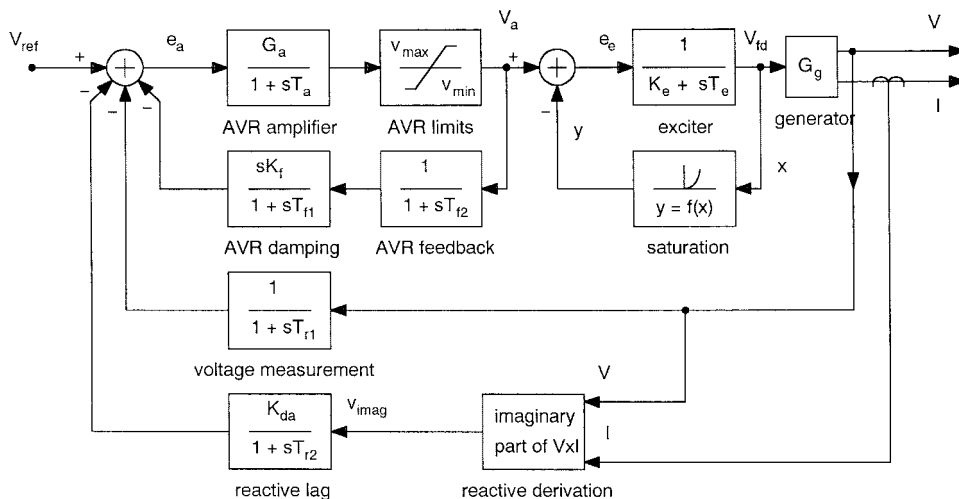 V_ref
+
−
−
−
e_a
G_a
1 + sT_a
AVR amplifier
v_max
v_min
AVR limits
V_a
+
−
e_e
y
1
K_e + sT_e
exciter
V_fd
G_g
generator
V
I
sK_f
1 + sT_f1
AVR damping
1
1 + sT_f2
AVR feedback
y = f(x)
saturation
x
1
1 + sT_r1
voltage measurement
V
K_da
1 + sT_r2
reactive lag
v_imag
imaginary
part of VxI
reactive derivation
I